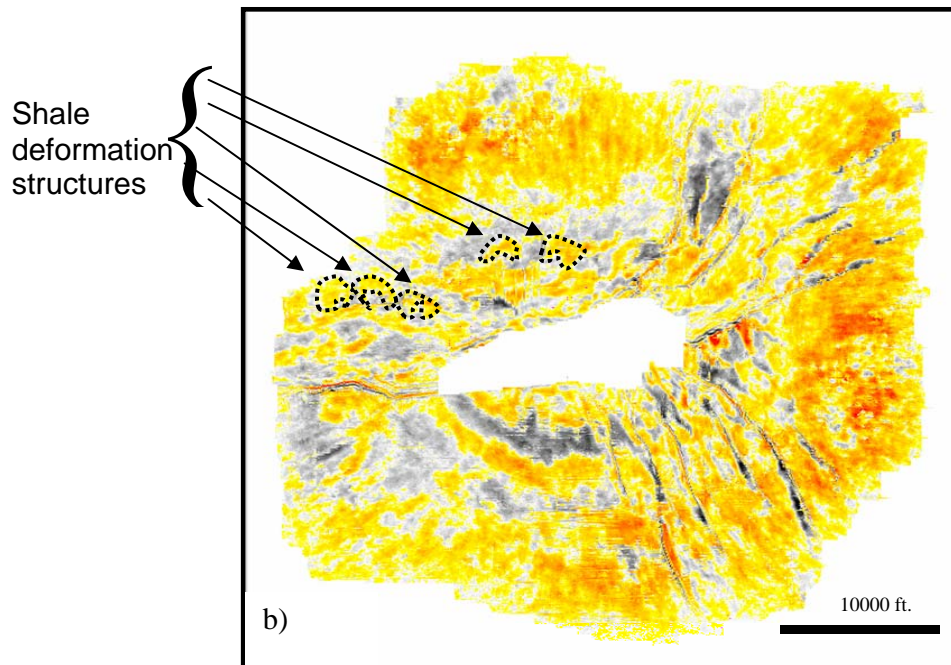 Shale
deformation
structures
b)
10000 ft.